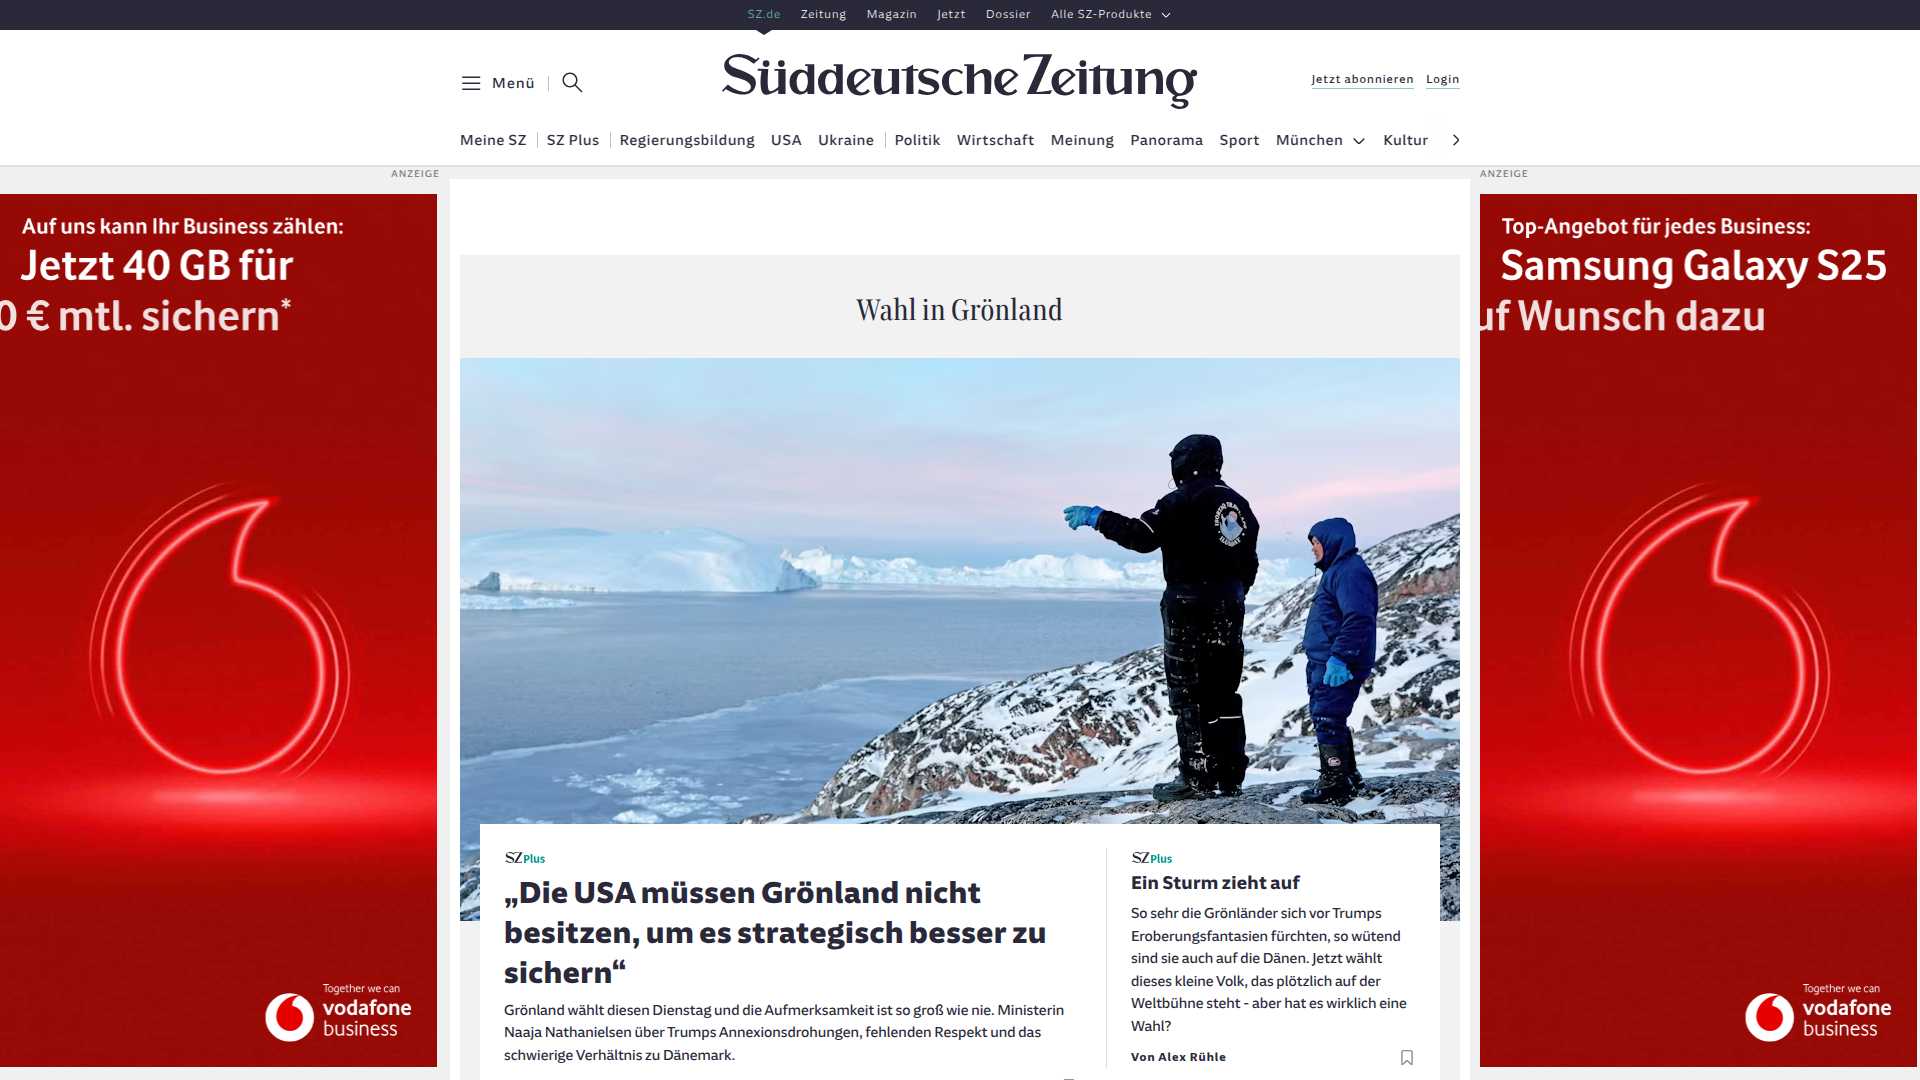 SZ.de Zeitung Magazin Jetzt Dossier Alle SZ-Produkte
Menü
Süddeutsche Zeitung
Jetzt abonnieren Login
Meine SZ SZ Plus Regierungsbildung USA Ukraine Politik Wirtschaft Meinung Panorama Sport München Kultur
ANZEIGE
Auf uns kann Ihr Business zählen:
Jetzt 40 GB für
0 € mtl. sichern*
Together we can
vodafone
business
Wahl in Grönland
SZ Plus
„Die USA müssen Grönland nicht
besitzen, um es strategisch besser zu
sichern“
Grönland wählt diesen Dienstag und die Aufmerksamkeit ist so groß wie nie. Ministerin
Naaja Nathanielsen über Trumps Annexionsdrohungen, fehlenden Respekt und das
schwierige Verhältnis zu Dänemark.
SZ Plus
Ein Sturm zieht auf
So sehr die Grönländer sich vor Trumps
Eroberungsfantasien fürchten, so wütend
sind sie auch auf die Dänen. Jetzt wählt
dieses kleine Volk, das plötzlich auf der
Weltbühne steht - aber hat es wirklich eine
Wahl?
Von Alex Rühle
ANZEIGE
Top-Angebot für jedes Business:
Samsung Galaxy S25
uf Wunsch dazu
Together we can
vodafone
business